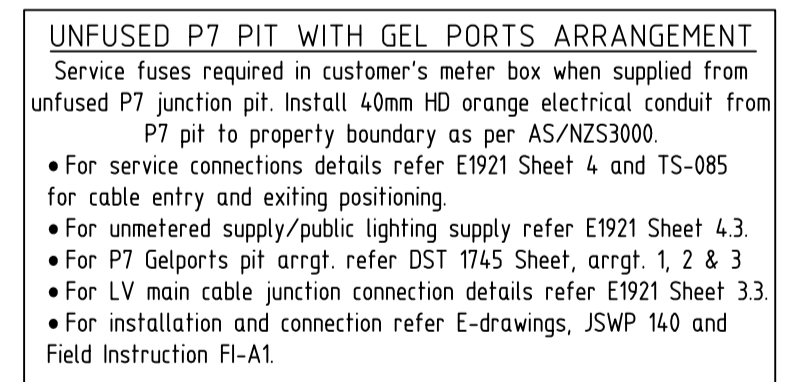 UNFUSED P7 PIT WITH GEL PORTS ARRANGEMENT
Service fuses required in customer's meter box when supplied from
unfused P7 junction pit. Install 40mm HD orange electrical conduit from
P7 pit to property boundary as per AS/NZS3000.
• For service connections details refer E1921 Sheet 4 and TS-085
for cable entry and exiting positioning.
• For unmetered supply/public lighting supply refer E1921 Sheet 4.3.
• For P7 Gelports pit arrgt. refer DST 1745 Sheet, arrgt. 1, 2 & 3
• For LV main cable junction connection details refer E1921 Sheet 3.3.
• For installation and connection refer E-drawings, JSWP 140 and
Field Instruction FI-A1.